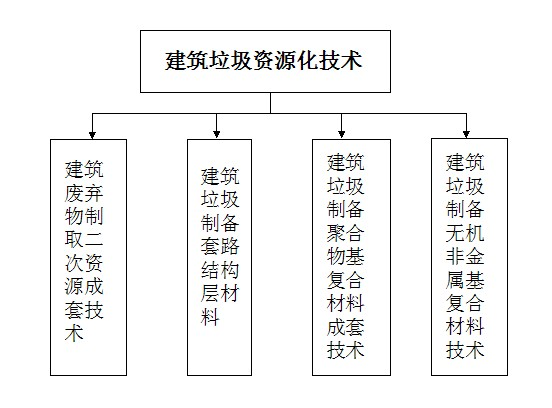 建筑垃圾资源化技术
建筑
废弃
物制
取二
次资
源成
套技
术
建筑
垃圾
制备
套路
结构
层材
料
建筑
垃圾
制备
聚合
物基
复合
材料
成套
技术
建筑
垃圾
制备
无机
非金
属基
复合
材料
技术